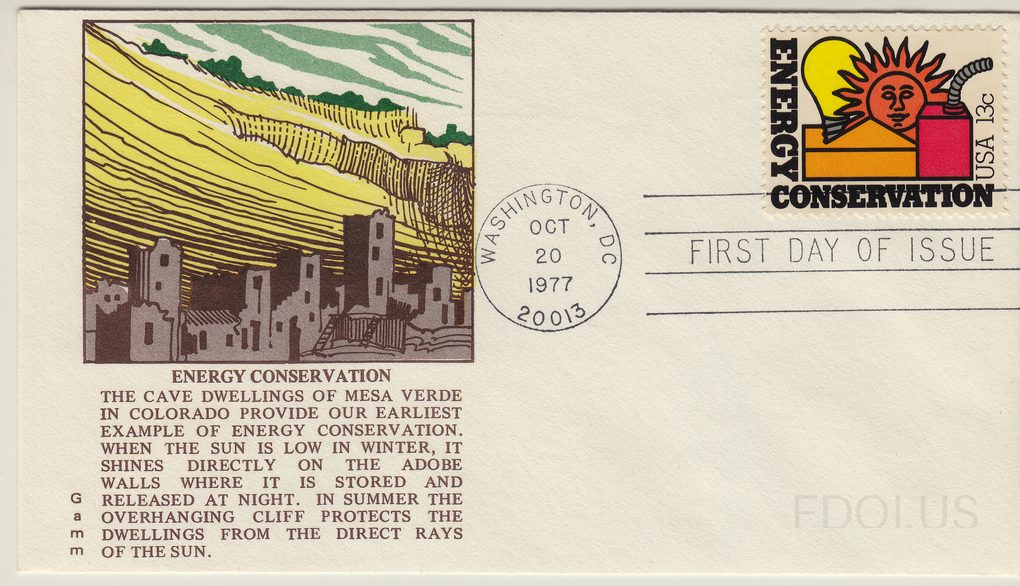 ENERGY
CONSERVATION
USA 13c
WASHINGTON, DC
OCT
20
1977
20013
FIRST DAY OF ISSUE
ENERGY CONSERVATION
THE CAVE DWELLINGS OF MESA VERDE
IN COLORADO PROVIDE OUR EARLIEST
EXAMPLE OF ENERGY CONSERVATION.
WHEN THE SUN IS LOW IN WINTER, IT
SHINES DIRECTLY ON THE ADOBE
WALLS WHERE IT IS STORED AND
RELEASED AT NIGHT. IN SUMMER THE
OVERHANGING CLIFF PROTECTS THE
DWELLINGS FROM THE DIRECT RAYS
OF THE SUN.
Gamm
FDOI.US